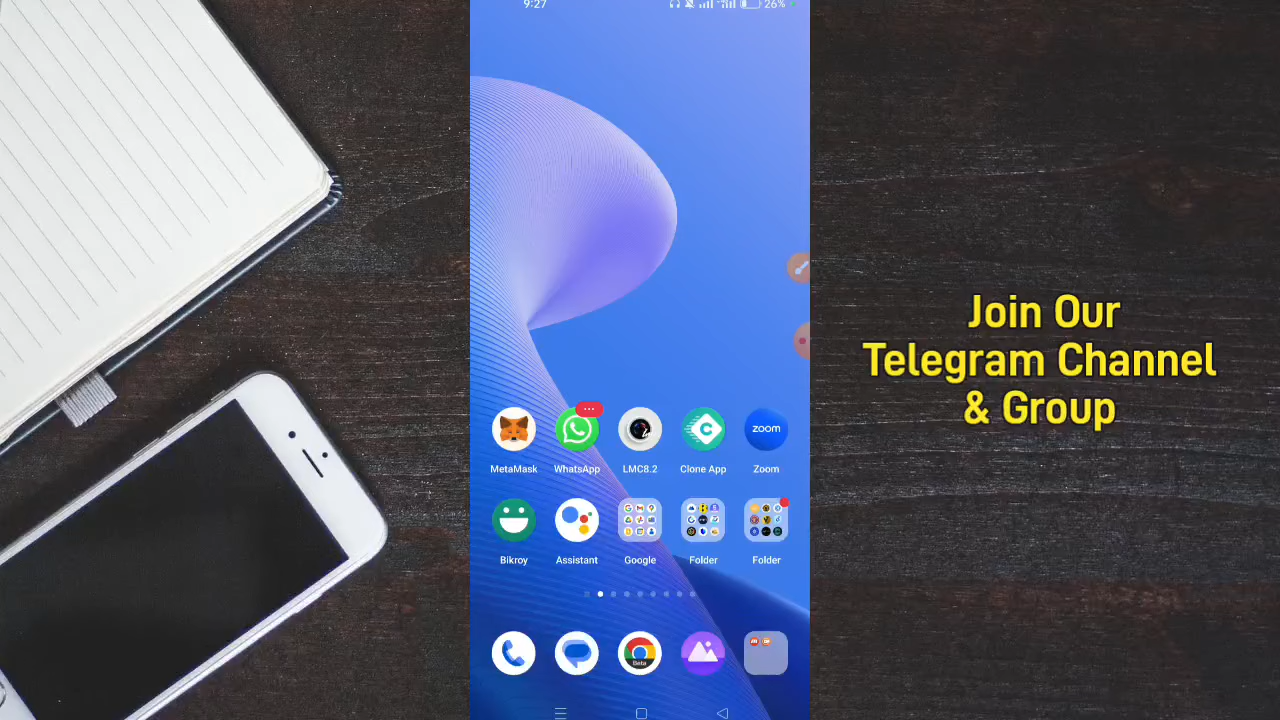 9:27
26%
Join Our
Telegram Channel
& Group
MetaMask
WhatsApp
LMC8.2
Clone App
Zoom
zoom
Bikroy
Assistant
Google
Folder
Folder
Beta